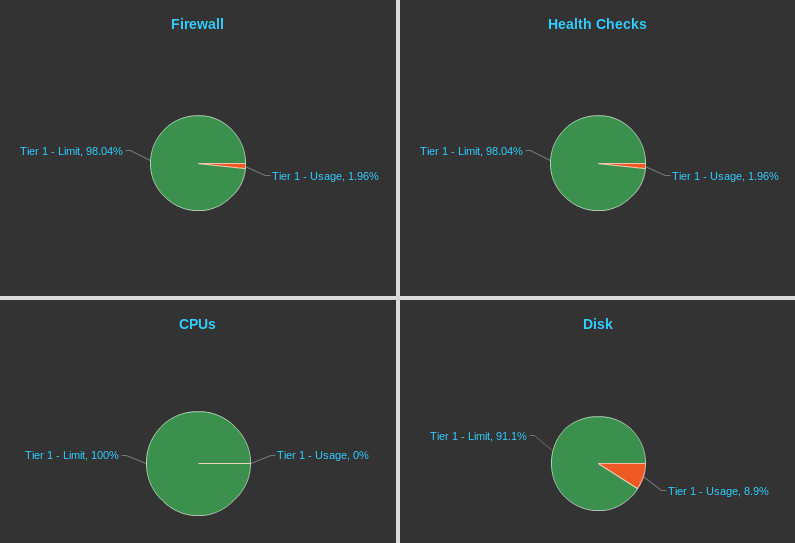 Firewall
Tier 1 - Limit, 98.04%
Tier 1 - Usage, 1.96%
Health Checks
Tier 1 - Limit, 98.04%
Tier 1 - Usage, 1.96%
CPUs
Tier 1 - Limit, 100%
Tier 1 - Usage, 0%
Disk
Tier 1 - Limit, 91.1%
Tier 1 - Usage, 8.9%